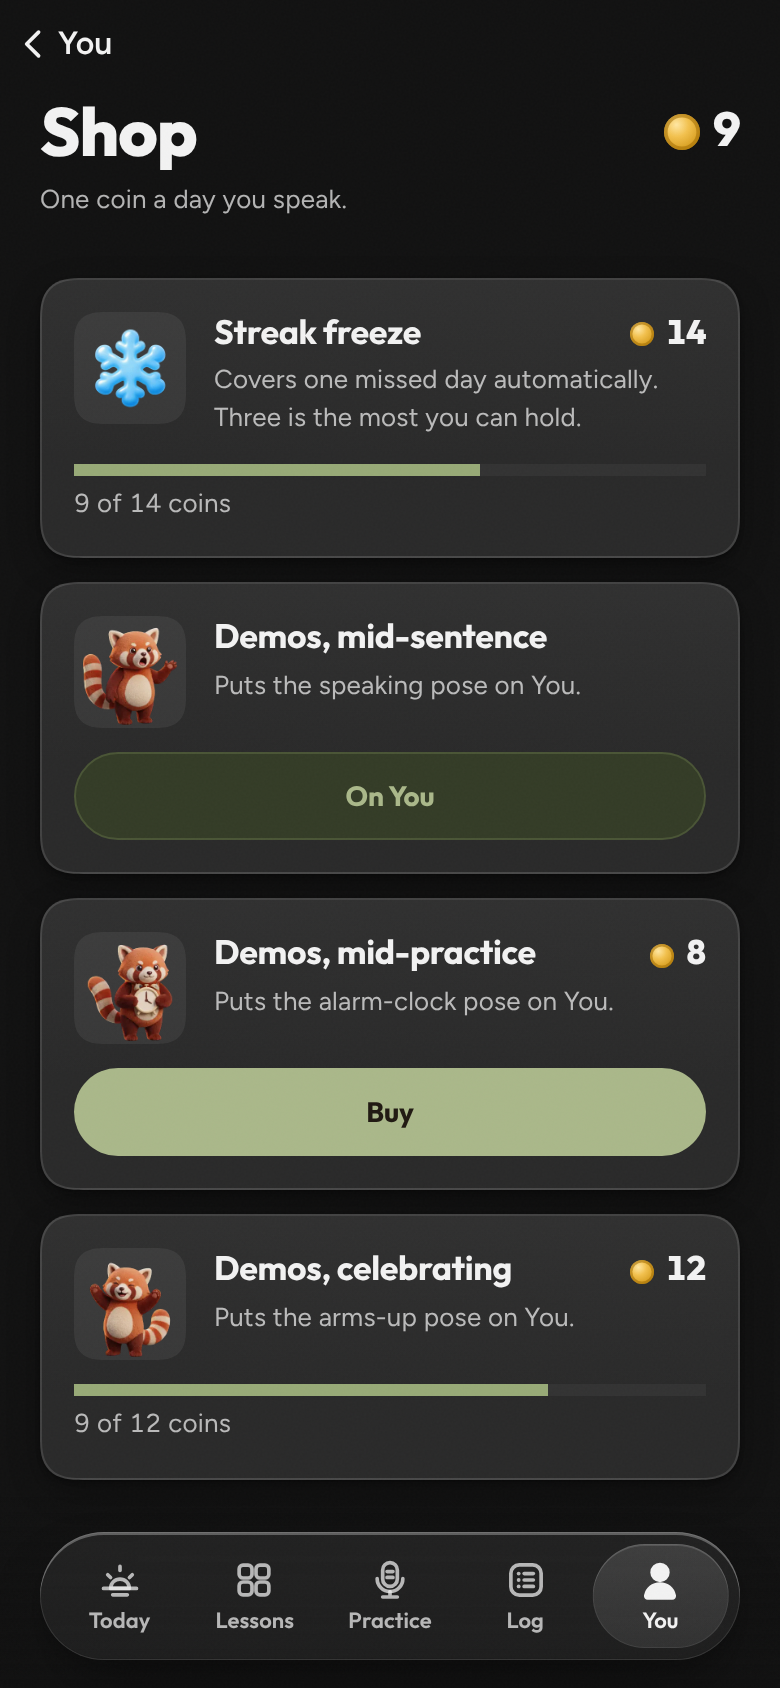 You
Shop
9
One coin a day you speak.
Streak freeze
14
Covers one missed day automatically.
Three is the most you can hold.
9 of 14 coins
Demos, mid-sentence
Puts the speaking pose on You.
On You
Demos, mid-practice
8
Puts the alarm-clock pose on You.
Buy
Demos, celebrating
12
Puts the arms-up pose on You.
9 of 12 coins
Today
Lessons
Practice
Log
You